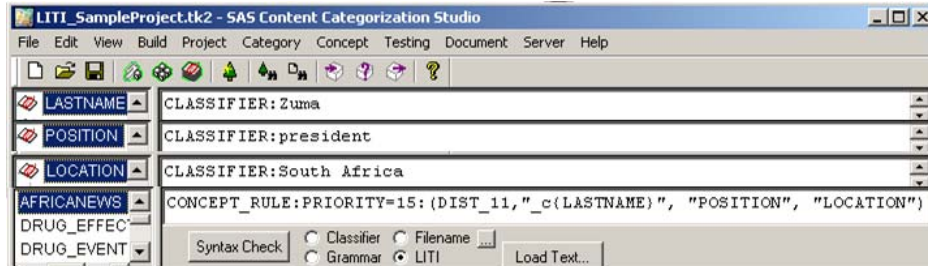 LITI_SampleProject.tk2 - SAS Content Categorization Studio
File Edit View Build Project Category Concept Testing Document Server Help
LASTNAME CLASSIFIER:Zuma
POSITION CLASSIFIER:president
LOCATION CLASSIFIER:South Africa
AFRICANEWS CONCEPT_RULE:PRIORITY=15:(DIST_11,"_c{LASTNAME}", "POSITION", "LOCATION")
DRUG_EFFEC
DRUG_EVENT Syntax Check Classifier Filename ...
Grammar LITI Load Text...